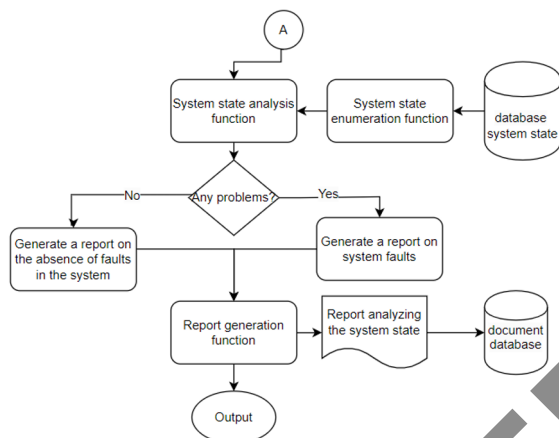 A
System state analysis
function
System state
enumeration function
database
system state
Any problems?
No
Yes
Generate a report on
the absence of faults
in the system
Generate a report on
system faults
Report generation
function
Report analyzing
the system state
document
database
Output